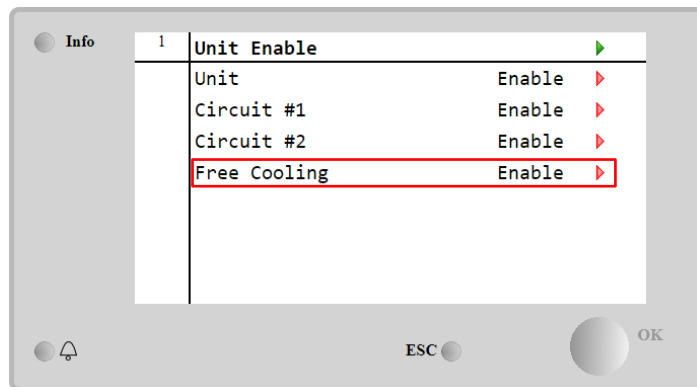 Info
1 Unit Enable
Unit Enable
Circuit #1 Enable
Circuit #2 Enable
Free Cooling Enable
ESC
OK